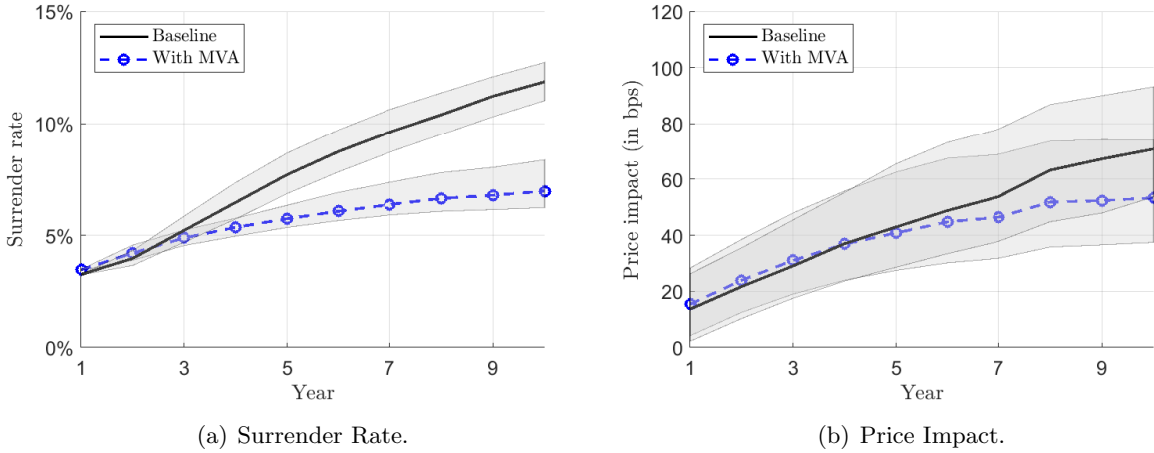 15%
10%
5%
0%
Surrender rate
Baseline
With MVA
1 3 5 7 9
Year
(a) Surrender Rate.
120
100
80
60
40
20
0
Price impact (in bps)
Baseline
With MVA
1 3 5 7 9
Year
(b) Price Impact.